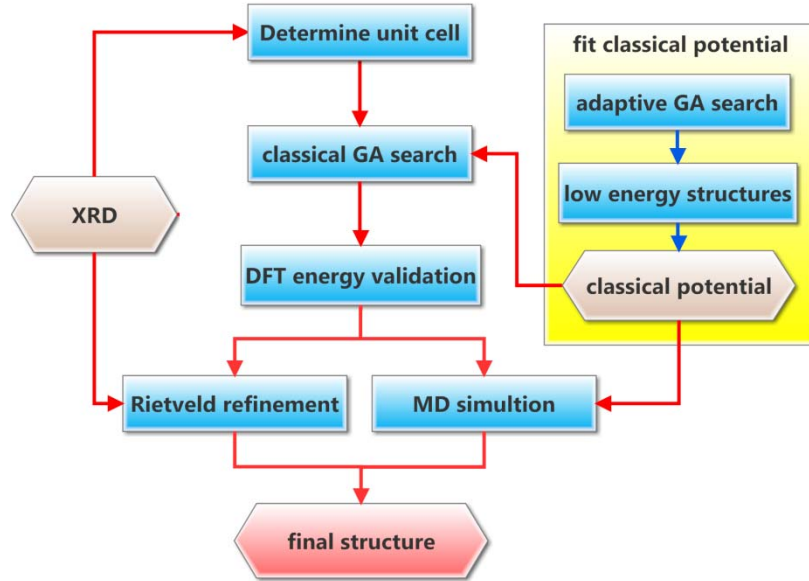 Determine unit cell
fit classical potential
adaptive GA search
classical GA search
low energy structures
XRD
DFT energy validation
classical potential
Rietveld refinement
MD simultion
final structure